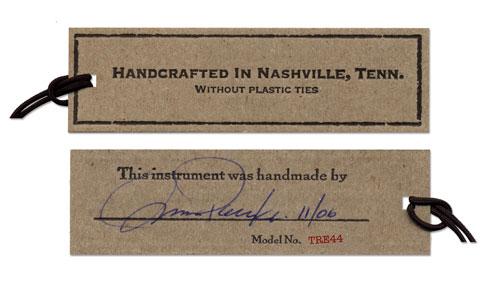 HANDCRAFTED IN NASHVILLE, TENN.
WITHOUT PLASTIC TIES
This instrument was handmade by
11/06
Model No. TRE44